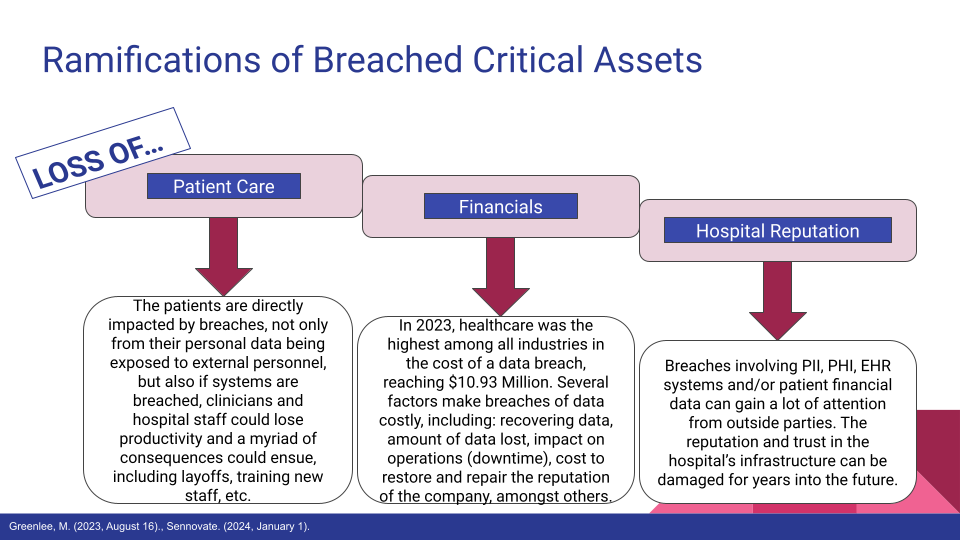 Ramifications of Breached Critical Assets
LOSS OF...
Patient Care
Financials
Hospital Reputation
The patients are directly
impacted by breaches, not only
from their personal data being
exposed to external personnel,
but also if systems are
breached, clinicians and
hospital staff could lose
productivity and a myriad of
consequences could ensue,
including layoffs, training new
staff, etc.
In 2023, healthcare was the
highest among all industries in
the cost of a data breach,
reaching $10.93 Million. Several
factors make breaches of data
costly, including: recovering data,
amount of data lost, impact on
operations (downtime), cost to
restore and repair the reputation
of the company, amongst others.
Breaches involving PII, PHI, EHR
systems and/or patient financial
data can gain a lot of attention
from outside parties. The
reputation and trust in the
hospital’s infrastructure can be
damaged for years into the future.
Greenlee, M. (2023, August 16)., Sennovate. (2024, January 1).